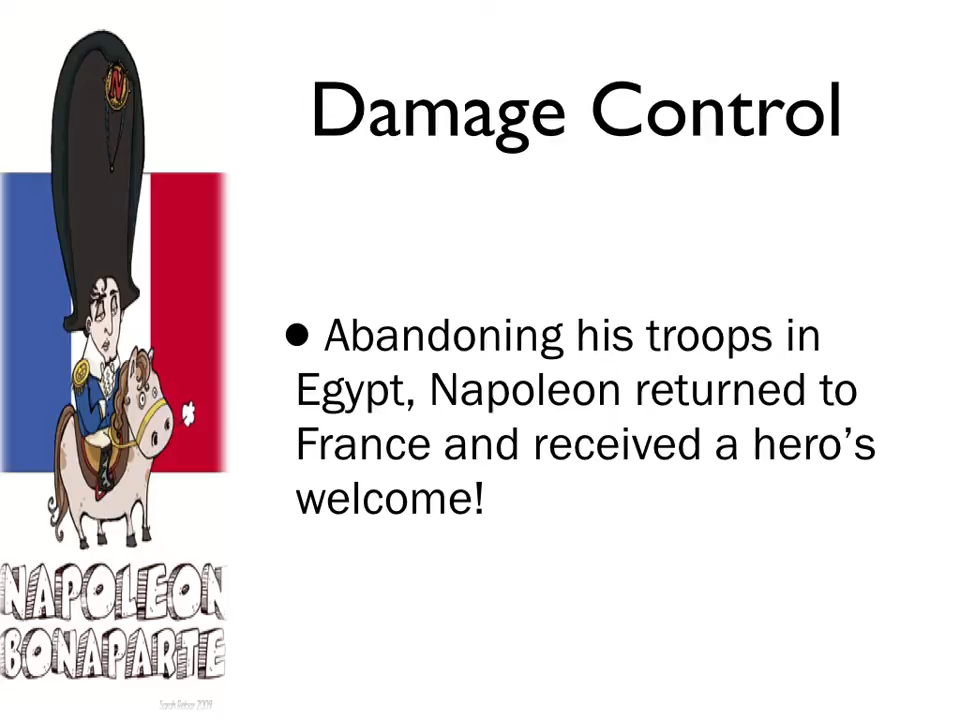 Damage Control
• Abandoning his troops in
Egypt, Napoleon returned to
France and received a hero’s
welcome!
N
NAPOLEON
BONAPARTE